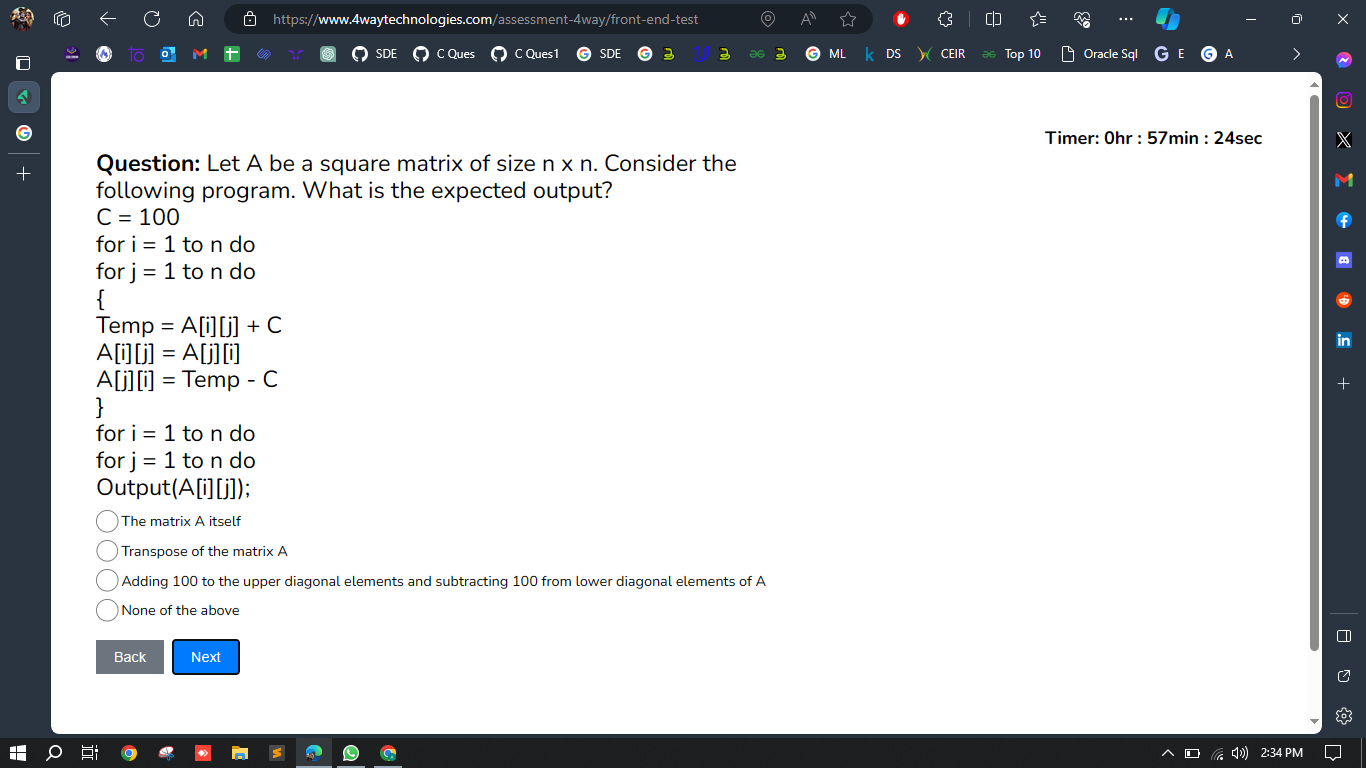 https://www.4waytechnologies.com/assessment-4way/front-end-test
SDE
C Ques
C Ques1
SDE
ML
DS
CEIR
Top 10
Oracle Sql
E
A
Timer: 0hr : 57min : 24sec
Question: Let A be a square matrix of size n x n. Consider the
following program. What is the expected output?
C = 100
for i = 1 to n do
for j = 1 to n do
{
Temp = A[i][j] + C
A[i][j] = A[j][i]
A[j][i] = Temp - C
}
for i = 1 to n do
for j = 1 to n do
Output(A[i][j]);
The matrix A itself
Transpose of the matrix A
Adding 100 to the upper diagonal elements and subtracting 100 from lower diagonal elements of A
None of the above
Back
Next
2:34 PM